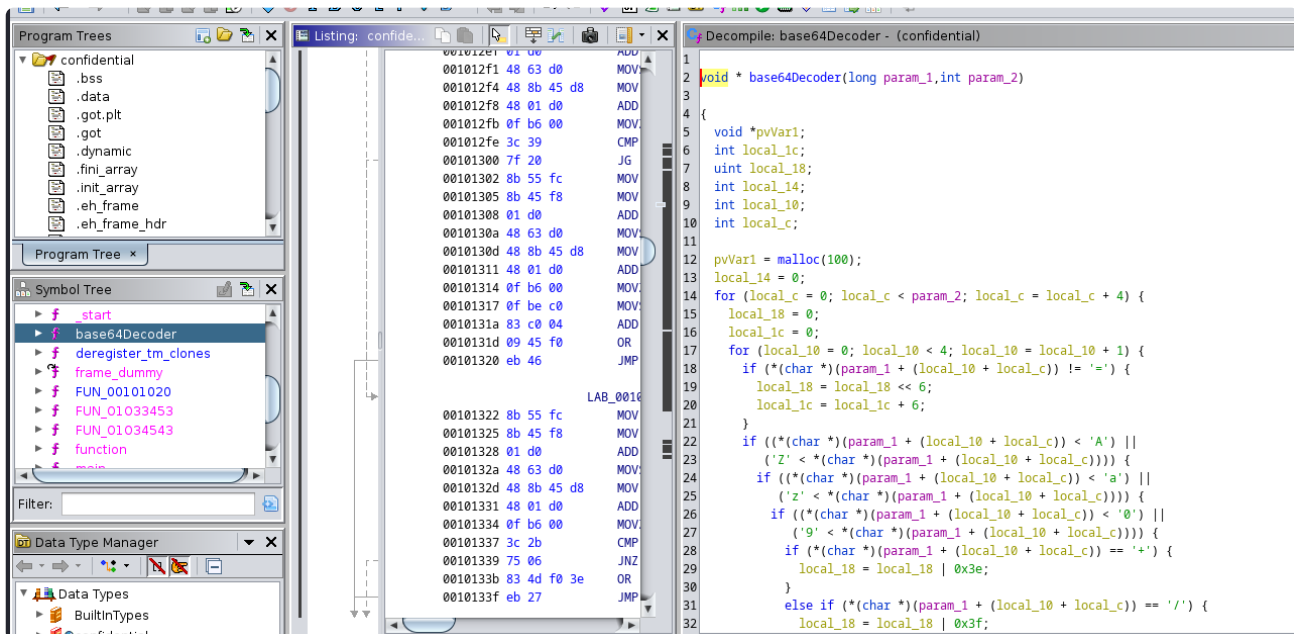 Program Trees
confidential
.bss
.data
.got.plt
.got
.dynamic
.fini_array
.init_array
.eh_frame
.eh_frame_hdr
Program Tree ×
Symbol Tree
f _start
f base64Decoder
f deregister_tm_clones
f frame_dummy
f FUN_00101020
f FUN_01033453
f FUN_01034543
f function
f main
Filter:
Data Type Manager
Data Types
BuiltInTypes
confidential
Listing: confide...
001012ef 01 d0 ADD
001012f1 48 63 d0 MOV
001012f4 48 8b 45 d8 MOV
001012f8 48 01 d0 ADD
001012fb 0f b6 00 MOV
001012fe 3c 39 CMP
00101300 7f 20 JG
00101302 8b 55 fc MOV
00101305 8b 45 f8 MOV
00101308 01 d0 ADD
0010130a 48 63 d0 MOV
0010130d 48 8b 45 d8 MOV
00101311 48 01 d0 ADD
00101314 0f b6 00 MOV
00101317 0f be c0 MOV
0010131a 83 c0 04 ADD
0010131d 09 45 f0 OR
00101320 eb 46 JMP
LAB_0010
00101322 8b 55 fc MOV
00101325 8b 45 f8 MOV
00101328 01 d0 ADD
0010132a 48 63 d0 MOV
0010132d 48 8b 45 d8 MOV
00101331 48 01 d0 ADD
00101334 0f b6 00 MOV
00101337 3c 2b CMP
00101339 75 06 JNZ
0010133b 83 4d f0 3e OR
0010133f eb 27 JMP
Decompile: base64Decoder - (confidential)
1
2 void * base64Decoder(long param_1,int param_2)
3
4 {
5 void *pvVar1;
6 int local_1c;
7 uint local_18;
8 int local_14;
9 int local_10;
10 int local_c;
11
12 pvVar1 = malloc(100);
13 local_14 = 0;
14 for (local_c = 0; local_c < param_2; local_c = local_c + 4) {
15 local_18 = 0;
16 local_1c = 0;
17 for (local_10 = 0; local_10 < 4; local_10 = local_10 + 1) {
18 if (*(char *)(param_1 + (local_10 + local_c)) != '=') {
19 local_18 = local_18 << 6;
20 local_1c = local_1c + 6;
21 }
22 if ((*(char *)(param_1 + (local_10 + local_c)) < 'A') ||
23 ('Z' < *(char *)(param_1 + (local_10 + local_c)))) {
24 if ((*(char *)(param_1 + (local_10 + local_c)) < 'a') ||
25 ('z' < *(char *)(param_1 + (local_10 + local_c)))) {
26 if ((*(char *)(param_1 + (local_10 + local_c)) < '0') ||
27 ('9' < *(char *)(param_1 + (local_10 + local_c)))) {
28 if (*(char *)(param_1 + (local_10 + local_c)) == '+') {
29 local_18 = local_18 | 0x3e;
30 }
31 else if (*(char *)(param_1 + (local_10 + local_c)) == '/') {
32 local_18 = local_18 | 0x3f;